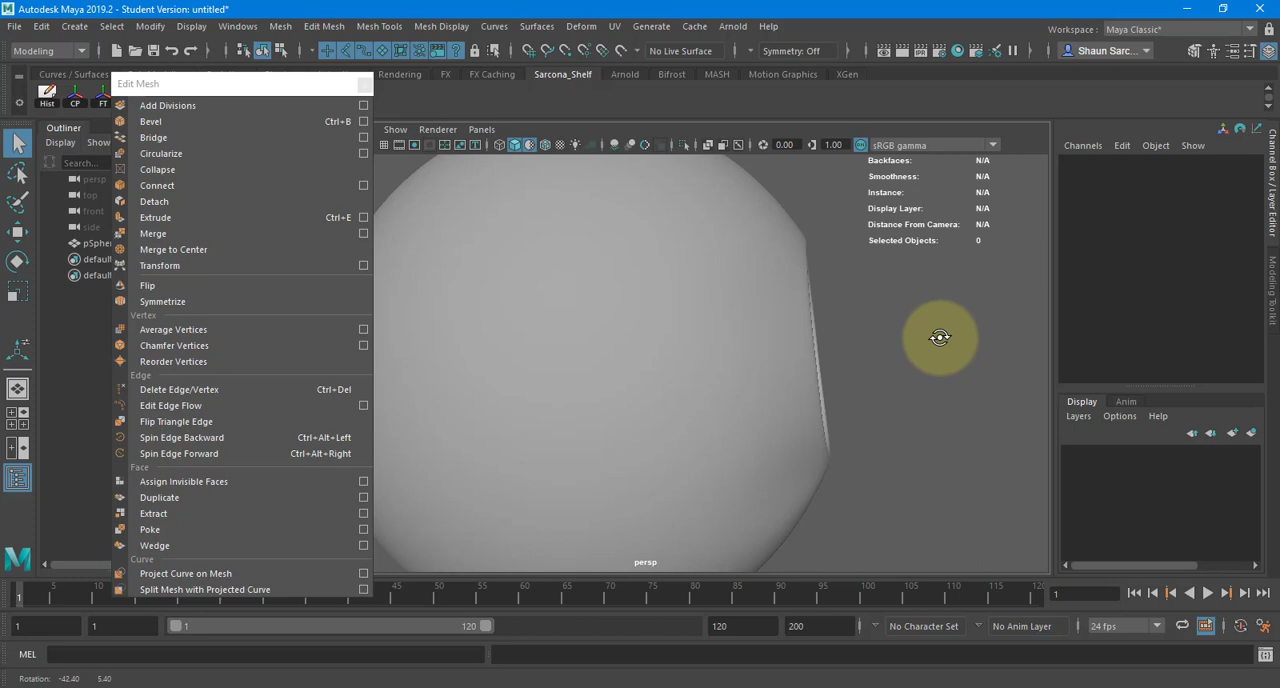 Autodesk Maya 2019.2 - Student Version: untitled*
File Edit Create Select Modify Display Windows Mesh Edit Mesh Mesh Tools Mesh Display Curves Surfaces Deform UV Generate Cache Arnold Help
Workspace : Maya Classic*
Modeling No Live Surface Symmetry: Off Shaun Sarc...
Curves / Surfaces Rendering FX FX Caching Sarcona_Shelf Arnold Bifrost MASH Motion Graphics XGen
Hist CP FT
Edit Mesh
Add Divisions
Bevel Ctrl+B
Bridge
Circularize
Collapse
Connect
Detach
Extrude Ctrl+E
Merge
Merge to Center
Transform
Flip
Symmetrize
Vertex
Average Vertices
Chamfer Vertices
Reorder Vertices
Edge
Delete Edge/Vertex Ctrl+Del
Edit Edge Flow
Flip Triangle Edge
Spin Edge Backward Ctrl+Alt+Left
Spin Edge Forward Ctrl+Alt+Right
Face
Assign Invisible Faces
Duplicate
Extract
Poke
Wedge
Curve
Project Curve on Mesh
Split Mesh with Projected Curve
Outliner
Display Show
Search...
persp
top
front
side
pSpher
default
default
Show Renderer Panels
0.00 1.00 sRGB gamma
Backfaces: N/A
Smoothness: N/A
Instance: N/A
Display Layer: N/A
Distance From Camera: N/A
Selected Objects: 0
persp
Channels Edit Object Show
Channel Box / Layer Editor
Modeling Toolkit
Display Anim
Layers Options Help
5 10 45 50 55 60 65 70 75 80 85 90 95 100 105 110 115 120
1 1
1 1 1 120 120 200 No Character Set No Anim Layer 24 fps
MEL
Rotation: -42.40 5.40